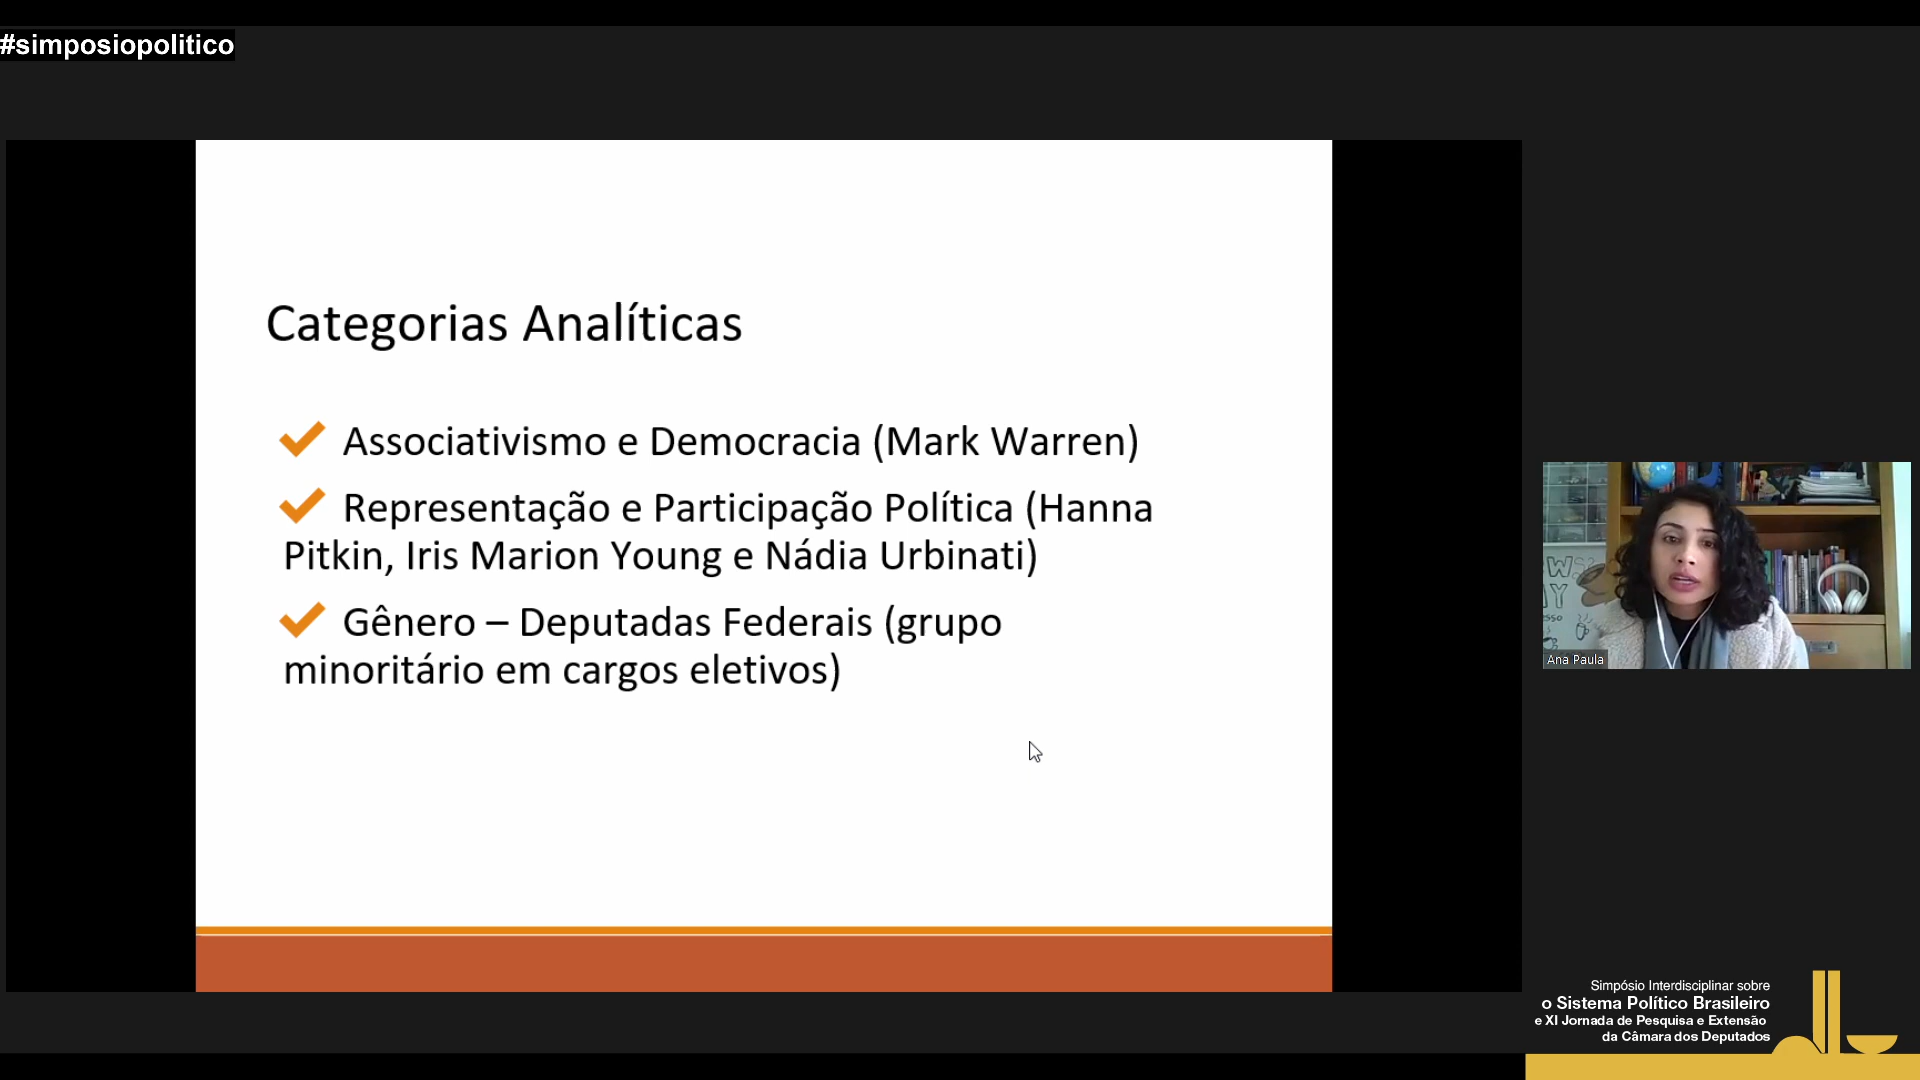 #simposiopolitico
Categorias Analíticas
Associativismo e Democracia (Mark Warren)
Representação e Participação Política (Hanna
Pitkin, Iris Marion Young e Nádia Urbinati)
Gênero – Deputadas Federais (grupo
minoritário em cargos eletivos)
Ana Paula
Simpósio Interdisciplinar sobre
o Sistema Político Brasileiro
e XI Jornada de Pesquisa e Extensão
da Câmara dos Deputados